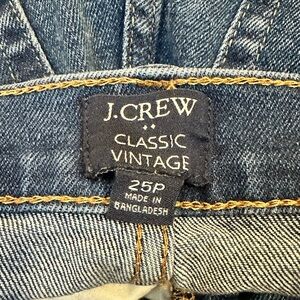 J.CREW
CLASSIC
VINTAGE
25P
MADE IN
BANGLADESH